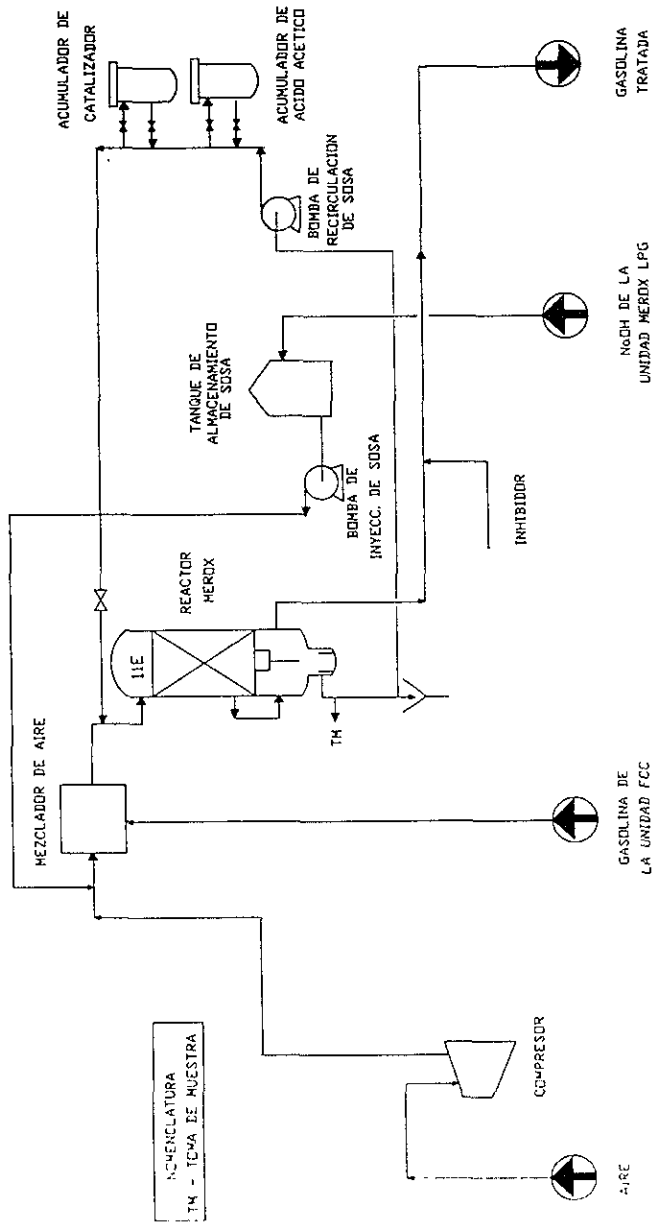 NOMENCLATURA
TM - TOMA DE MUESTRA
AIRE
COMPRESOR
MEZCLADOR DE AIRE
GASOLINA DE
LA UNIDAD FCC
11E
REACTOR
MEROX
TM
BOMBA DE
INYECC. DE SOSA
TANQUE DE
ALMACENAMIENTO
DE SOSA
INHIBIDOR
BOMBA DE
RECIRCULACION
DE SOSA
NaOH DE LA
UNIDAD MEROX LPG
ACUMULADOR DE
CATALIZADOR
ACUMULADOR DE
ACIDO ACETICO
GASOLINA
TRATADA